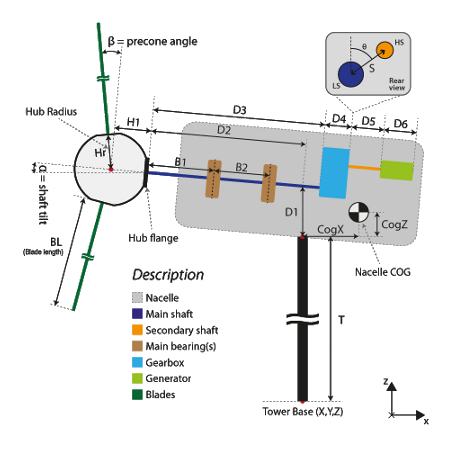 β = precone angle
HS
θ
S
LS
Rear
view
Hub Radius
H1
D3
D4
D5
D6
D2
Hr
α = shaft tilt
B1
B2
BL
(Blade length)
Hub flange
D1
CogX
CogZ
Nacelle COG
Description
Nacelle
Main shaft
Secondary shaft
Main bearing(s)
Gearbox
Generator
Blades
T
Tower Base (X,Y,Z)
z
x